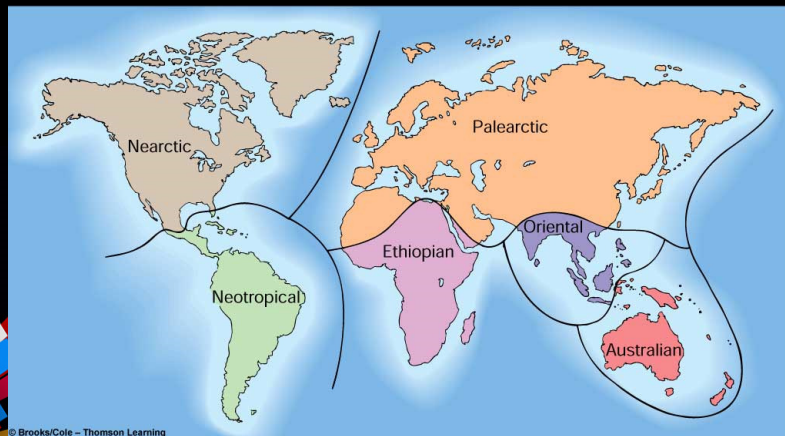 Nearctic
Palearctic
Oriental
Ethiopian
Neotropical
Australian
© Brooks/Cole – Thomson Learning